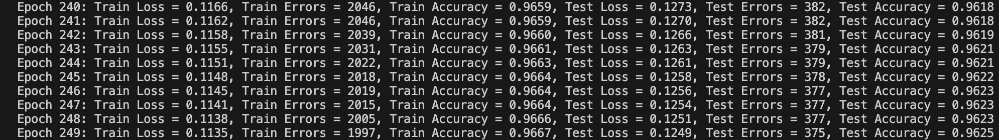 Epoch 240: Train Loss = 0.1166, Train Errors = 2046, Train Accuracy = 0.9659, Test Loss = 0.1273, Test Errors = 382, Test Accuracy = 0.9618
Epoch 241: Train Loss = 0.1162, Train Errors = 2046, Train Accuracy = 0.9659, Test Loss = 0.1270, Test Errors = 382, Test Accuracy = 0.9618
Epoch 242: Train Loss = 0.1158, Train Errors = 2039, Train Accuracy = 0.9660, Test Loss = 0.1266, Test Errors = 381, Test Accuracy = 0.9619
Epoch 243: Train Loss = 0.1155, Train Errors = 2031, Train Accuracy = 0.9661, Test Loss = 0.1263, Test Errors = 379, Test Accuracy = 0.9621
Epoch 244: Train Loss = 0.1151, Train Errors = 2022, Train Accuracy = 0.9663, Test Loss = 0.1261, Test Errors = 379, Test Accuracy = 0.9621
Epoch 245: Train Loss = 0.1148, Train Errors = 2018, Train Accuracy = 0.9664, Test Loss = 0.1258, Test Errors = 378, Test Accuracy = 0.9622
Epoch 246: Train Loss = 0.1145, Train Errors = 2019, Train Accuracy = 0.9664, Test Loss = 0.1256, Test Errors = 377, Test Accuracy = 0.9623
Epoch 247: Train Loss = 0.1141, Train Errors = 2015, Train Accuracy = 0.9664, Test Loss = 0.1254, Test Errors = 377, Test Accuracy = 0.9623
Epoch 248: Train Loss = 0.1138, Train Errors = 2005, Train Accuracy = 0.9666, Test Loss = 0.1251, Test Errors = 377, Test Accuracy = 0.9623
Epoch 249: Train Loss = 0.1135, Train Errors = 1997, Train Accuracy = 0.9667, Test Loss = 0.1249, Test Errors = 375, Test Accuracy = 0.9625